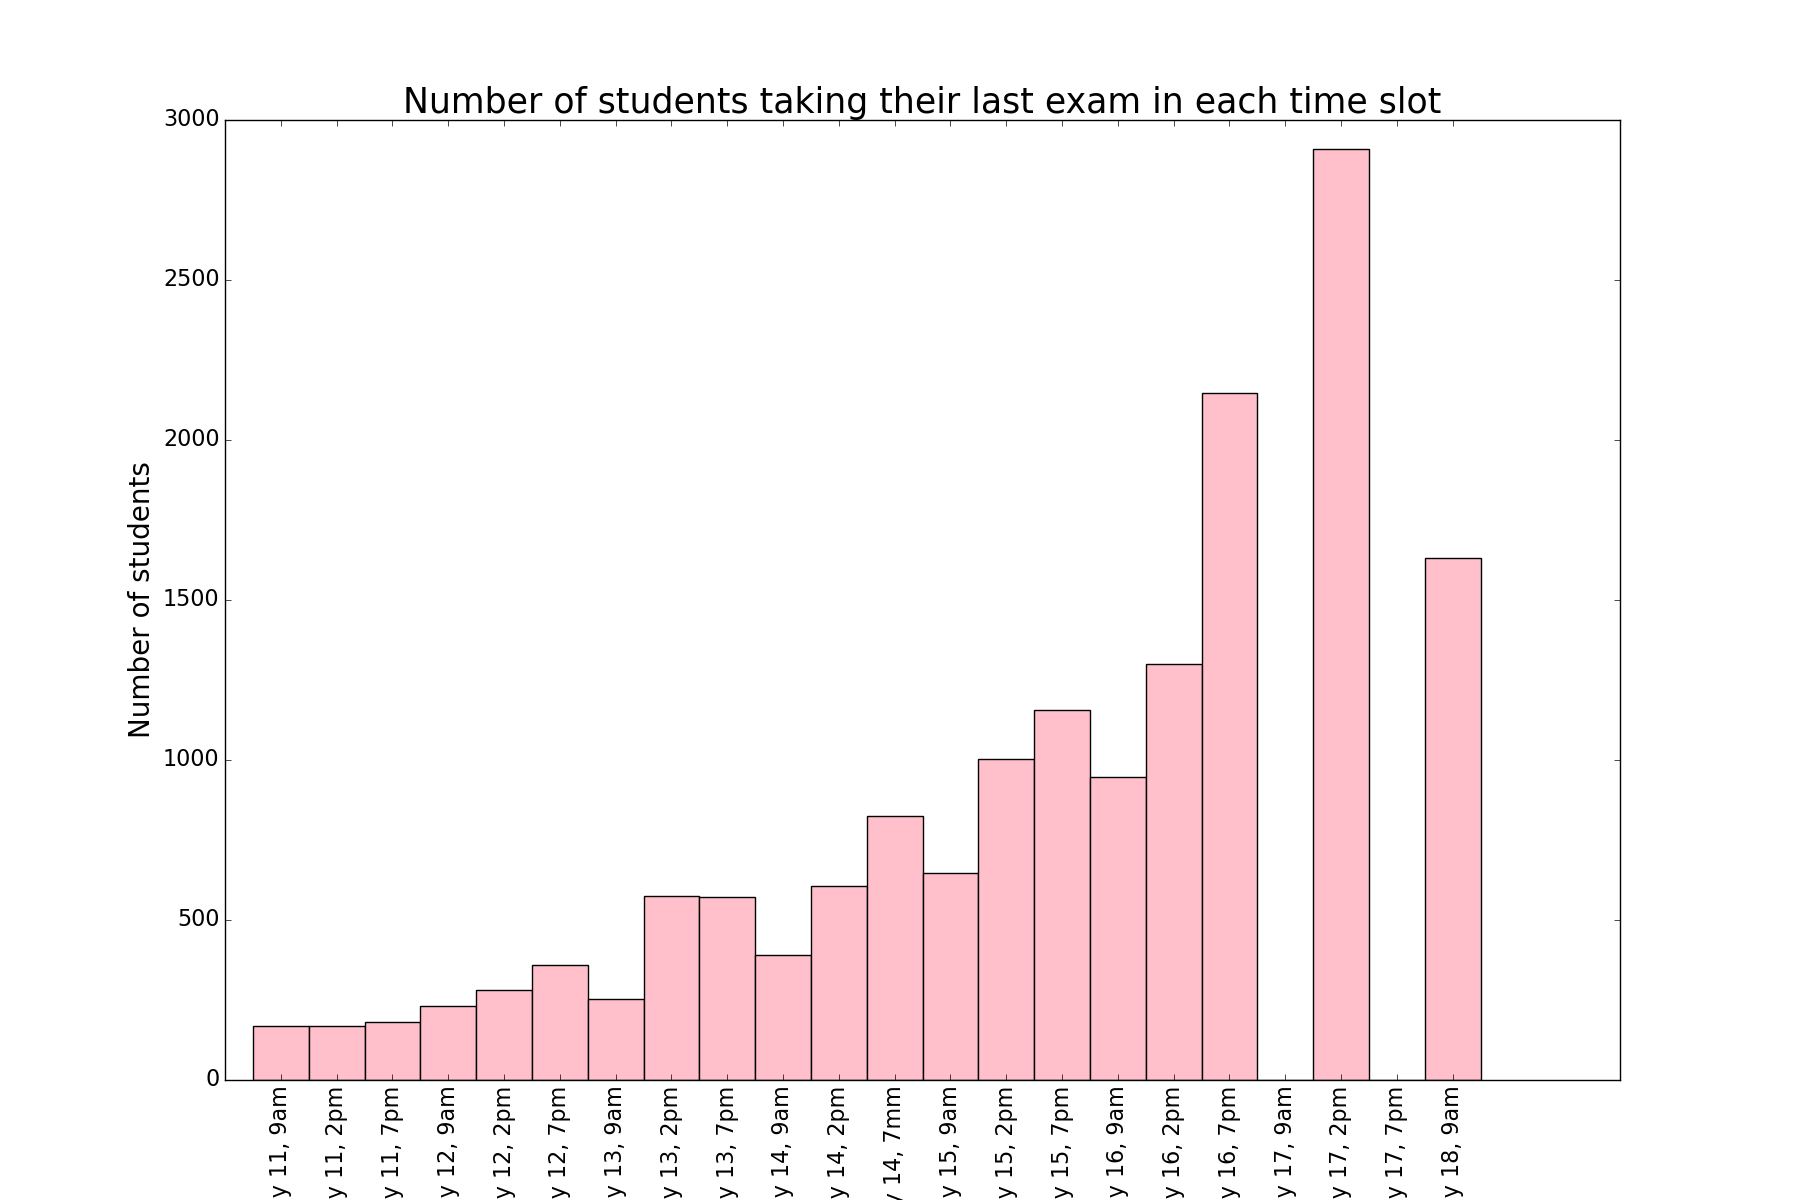 Number of students taking their last exam in each time slot
Number of students
3000
2500
2000
1500
1000
500
0
y 11, 9am
y 11, 2pm
y 11, 7pm
y 12, 9am
y 12, 2pm
y 12, 7pm
y 13, 9am
y 13, 2pm
y 13, 7pm
y 14, 9am
y 14, 2pm
y 14, 7mm
y 15, 9am
y 15, 2pm
y 15, 7pm
y 16, 9am
y 16, 2pm
y 16, 7pm
y 17, 9am
y 17, 2pm
y 17, 7pm
y 18, 9am